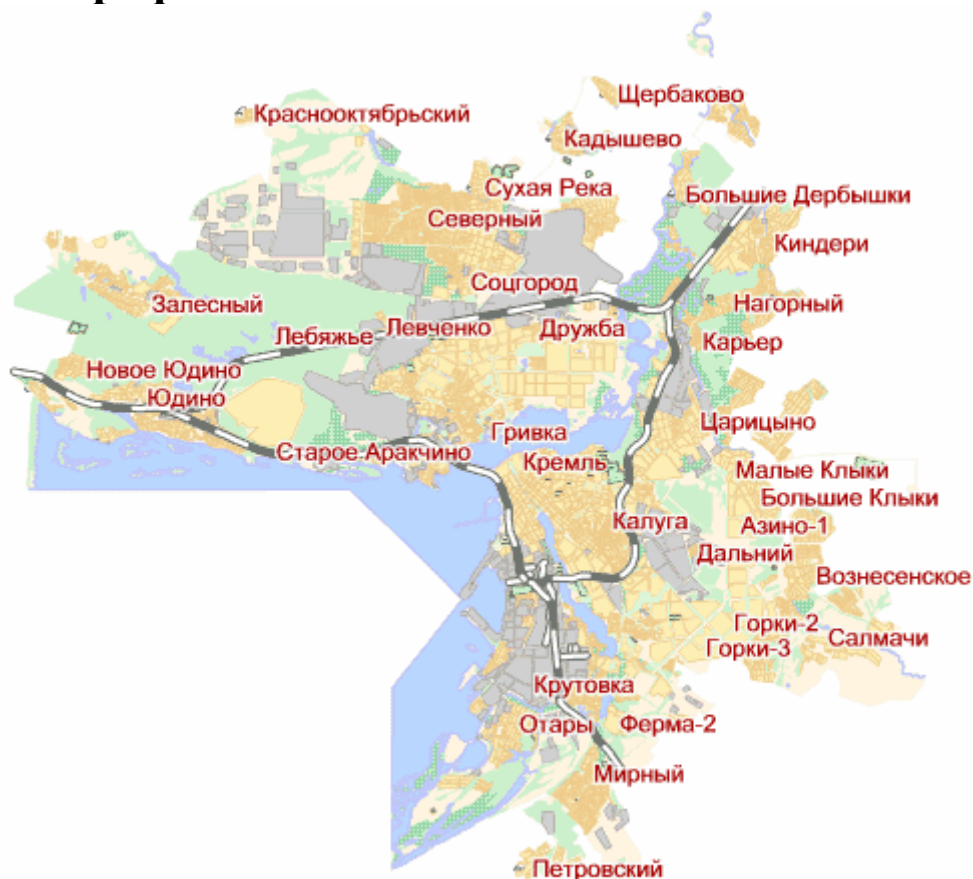 Щербаково
Краснооктябрьский
Кадышево
Сухая Река
Большие Дербышки
Северный
Киндери
Соцгород
Залесный
Нагорный
Левченко
Дружба
Лебяжье
Карьер
Новое Юдино
Юдино
Царицыно
Гривка
Старое Аракчино
Кремль
Малые Клыки
Большие Клыки
Калуга
Азино-1
Дальний
Вознесенское
Горки-2
Салмачи
Горки-3
Крутовка
Отары
Ферма-2
Мирный
Петровский